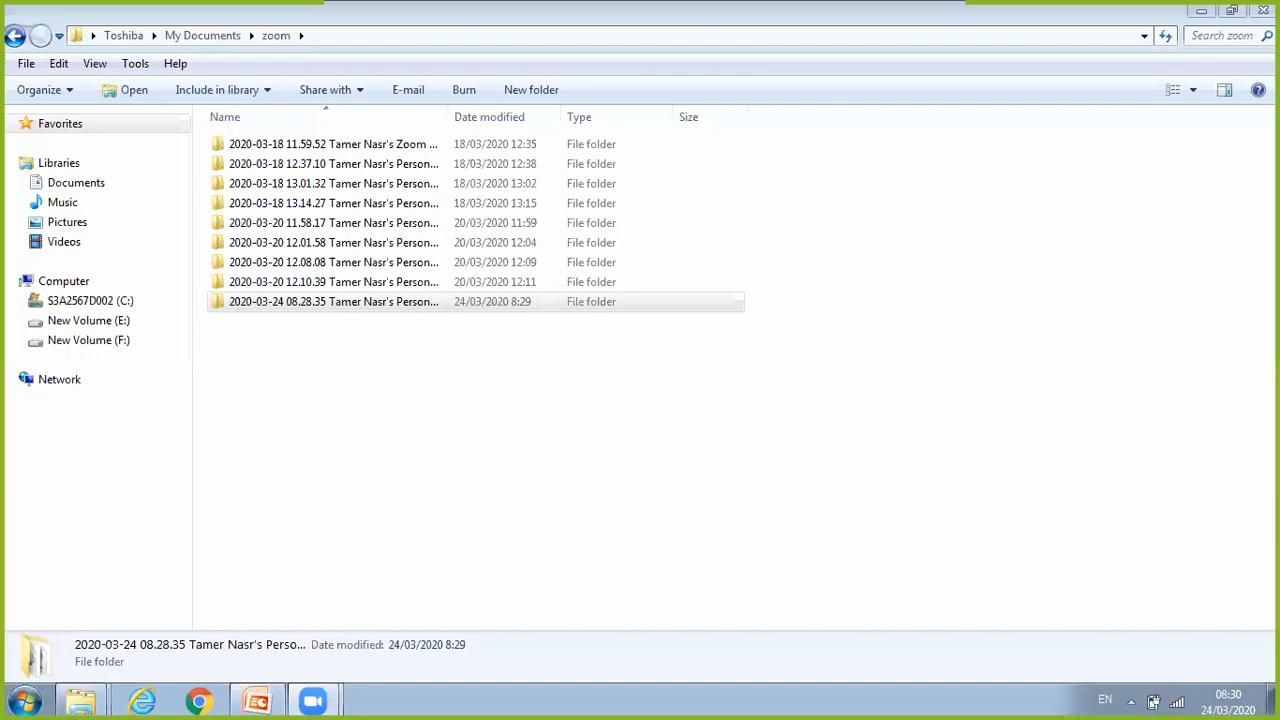 Toshiba My Documents zoom
Search zoom
File Edit View Tools Help
Organize Open Include in library Share with E-mail Burn New folder
Name Date modified Type Size
Favorites
Libraries
Documents
Music
Pictures
Videos
Computer
S3A2567D002 (C:)
New Volume (E:)
New Volume (F:)
Network
2020-03-18 11.59.52 Tamer Nasr's Zoom ... 18/03/2020 12:35 File folder
2020-03-18 12.37.10 Tamer Nasr's Person... 18/03/2020 12:38 File folder
2020-03-18 13.01.32 Tamer Nasr's Person... 18/03/2020 13:02 File folder
2020-03-18 13.14.27 Tamer Nasr's Person... 18/03/2020 13:15 File folder
2020-03-20 11.58.17 Tamer Nasr's Person... 20/03/2020 11:59 File folder
2020-03-20 12.01.58 Tamer Nasr's Person... 20/03/2020 12:04 File folder
2020-03-20 12.08.08 Tamer Nasr's Person... 20/03/2020 12:09 File folder
2020-03-20 12.10.39 Tamer Nasr's Person... 20/03/2020 12:11 File folder
2020-03-24 08.28.35 Tamer Nasr's Person... 24/03/2020 8:29 File folder
2020-03-24 08.28.35 Tamer Nasr's Perso... Date modified: 24/03/2020 8:29
File folder
EN
08:30
24/03/2020